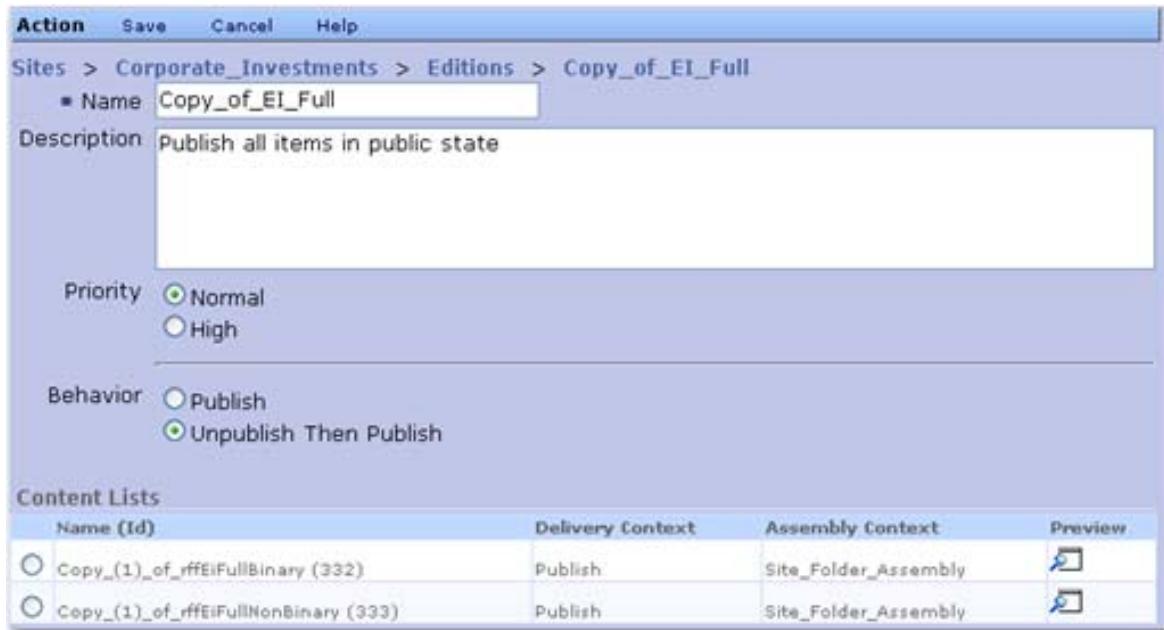 Action Save Cancel Help
Sites > Corporate_Investments > Editions > Copy_of_EI_Full
Name Copy_of_EI_Full
Description Publish all items in public state
Priority Normal
High
Behavior Publish
Unpublish Then Publish
Content Lists
Name (Id) Delivery Context Assembly Context Preview
Copy_(1)_of_rffEiFullBinary (332) Publish Site_Folder_Assembly
Copy_(1)_of_rffEiFullNonBinary (333) Publish Site_Folder_Assembly